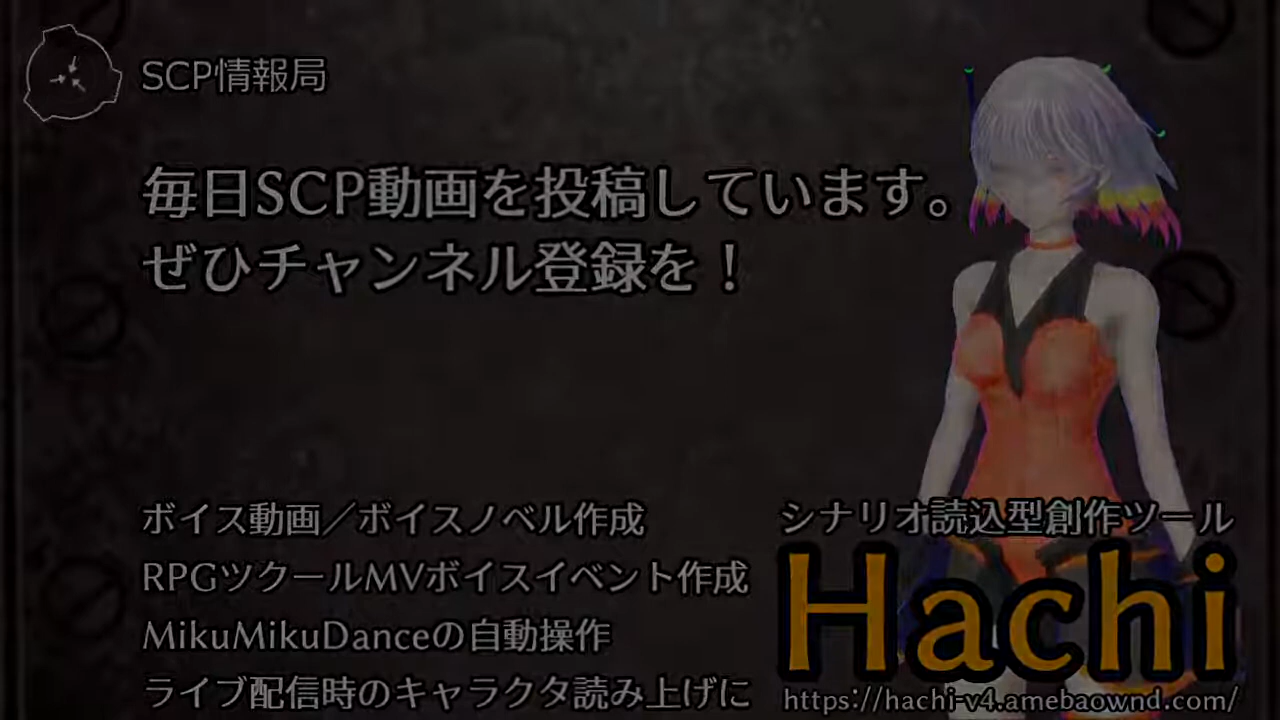 SCP情報局
毎日SCP動画を投稿しています。
ぜひチャンネル登録を！
ボイス動画／ボイスノベル作成
RPGツクールMVボイスイベント作成
MikuMikuDanceの自動操作
ライブ配信時のキャラクタ読み上げに
シナリオ読込型創作ツール
Hachi
https://hachi-v4.amebaownd.com/